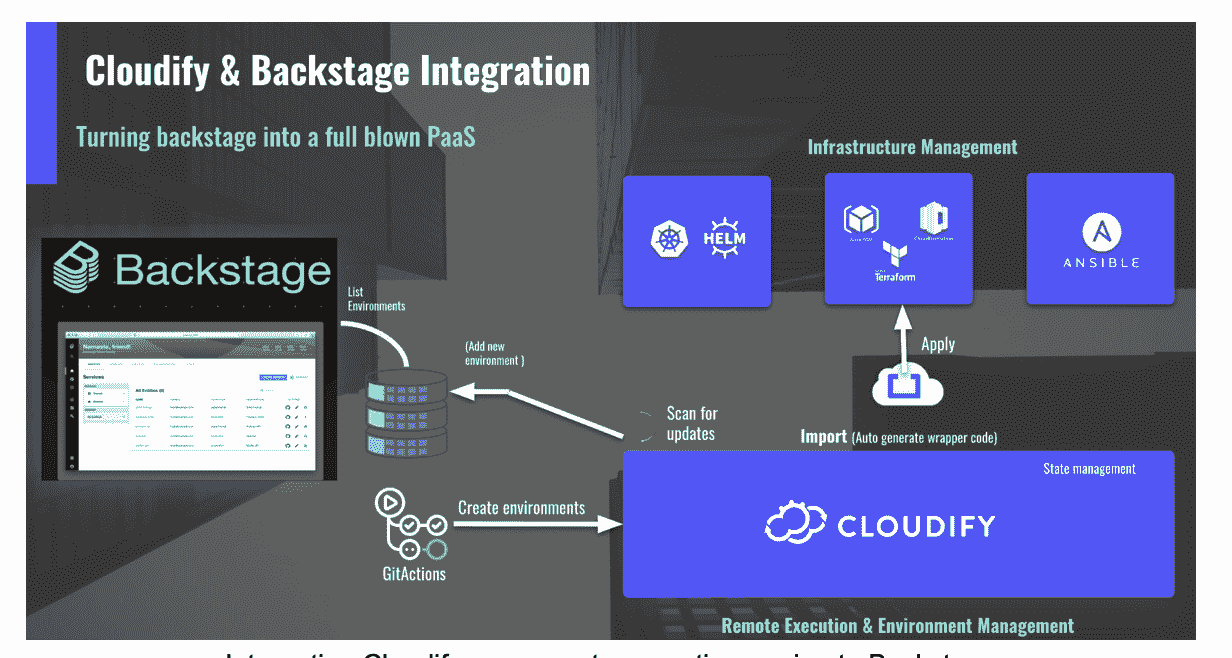 Cloudify & Backstage Integration
Turning backstage into a full blown PaaS
Infrastructure Management
HELM
Terraform
ANSIBLE
Backstage
List
Environments
Services
(Add new
environment )
Apply
Scan for
updates
Import (Auto generate wrapper code)
State management
CLOUDIFY
Create environments
GitActions
Remote Execution & Environment Management